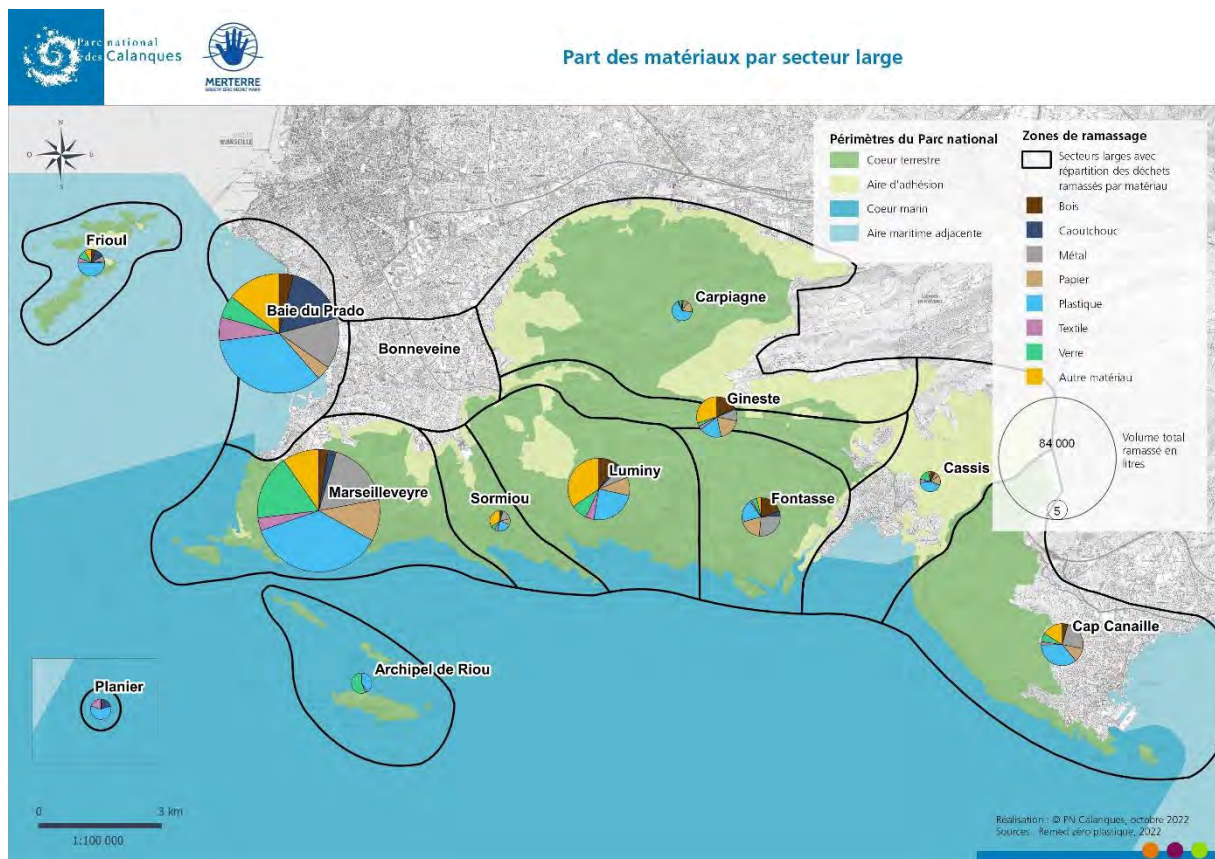 Parc national
des Calanques
MERTERRE
Part des matériaux par secteur large
N
O
E
S
MARSEILLE
Périmètres du Parc national
Coeur terrestre
Aire d'adhésion
Coeur marin
Aire maritime adjacente
Zones de ramassage
Secteurs larges avec
répartition des déchets
ramassés par matériau
Bois
Caoutchouc
Métal
Papier
Plastique
Textile
Verre
Autre matériau
84 000
5
Volume total
ramassé en
litres
Frioul
Baie du Prado
Bonneveine
Carpiagne
Gineste
Marseilleveyre
Sormiou
Luminy
Fontasse
Cassis
Cap Canaille
Archipel de Riou
Planier
0
3 km
1:100 000
Réalisation : © PN Calanques, octobre 2022
Sources : Remed zéro plastique, 2022